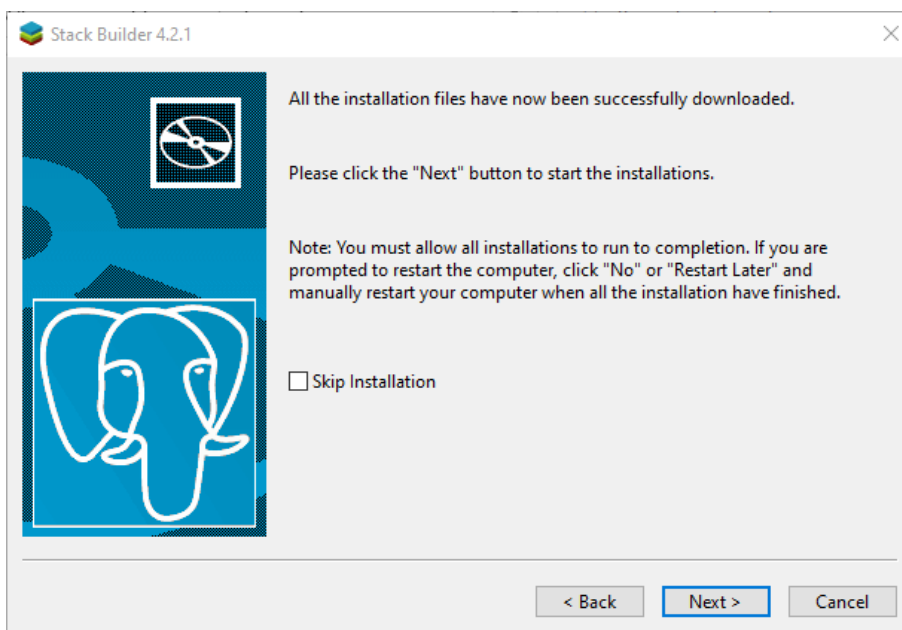 Stack Builder 4.2.1
All the installation files have now been successfully downloaded.
Please click the "Next" button to start the installations.
Note: You must allow all installations to run to completion. If you are
prompted to restart the computer, click "No" or "Restart Later" and
manually restart your computer when all the installation have finished.
Skip Installation
< Back
Next >
Cancel